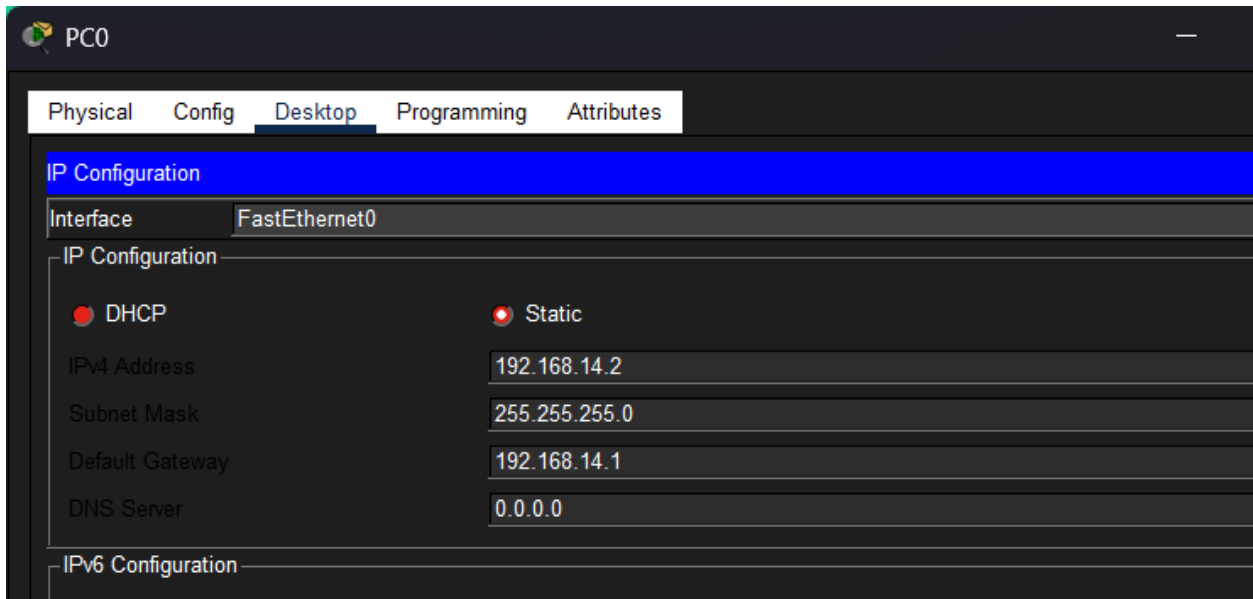 PC0
Physical Config Desktop Programming Attributes
IP Configuration
Interface FastEthernet0
IP Configuration
DHCP Static
IPv4 Address 192.168.14.2
Subnet Mask 255.255.255.0
Default Gateway 192.168.14.1
DNS Server 0.0.0.0
IPv6 Configuration